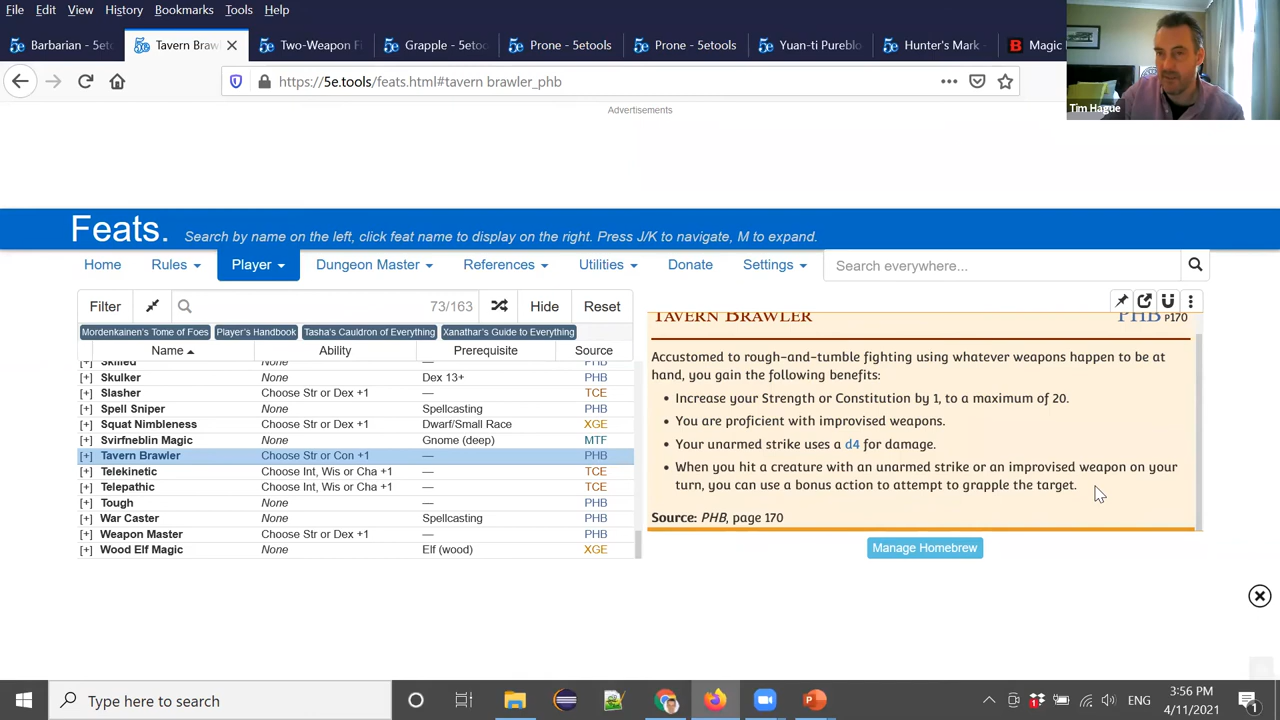 File Edit View History Bookmarks Tools Help
Barbarian - 5et Tavern Brawl Two-Weapon F Grapple - 5etoo Prone - 5etools Prone - 5etools Yuan-ti Pureblo Hunter's Mark - Magic
https://5e.tools/feats.html#tavern brawler_phb
Tim Hague
Advertisements
Feats. Search by name on the left, click feat name to display on the right. Press J/K to navigate, M to expand.
Home Rules Player Dungeon Master References Utilities Donate Settings Search everywhere...
Filter 73/163 Hide Reset
Mordenkainen's Tome of Foes Player's Handbook Tasha's Cauldron of Everything Xanathar's Guide to Everything
Name Ability Prerequisite Source
[+] Skilled None — PHB
[+] Skulker None Dex 13+ PHB
[+] Slasher Choose Str or Dex +1 — TCE
[+] Spell Sniper None Spellcasting PHB
[+] Squat Nimbleness Choose Str or Dex +1 Dwarf/Small Race XGE
[+] Svirfneblin Magic None Gnome (deep) MTF
[+] Tavern Brawler Choose Str or Con +1 — PHB
[+] Telekinetic Choose Int, Wis or Cha +1 — TCE
[+] Telepathic Choose Int, Wis or Cha +1 — TCE
[+] Tough None — PHB
[+] War Caster None Spellcasting PHB
[+] Weapon Master Choose Str or Dex +1 — PHB
[+] Wood Elf Magic None Elf (wood) XGE
Tavern Brawler PHB P170
Accustomed to rough-and-tumble fighting using whatever weapons happen to be at
hand, you gain the following benefits:
• Increase your Strength or Constitution by 1, to a maximum of 20.
• You are proficient with improvised weapons.
• Your unarmed strike uses a d4 for damage.
• When you hit a creature with an unarmed strike or an improvised weapon on your
turn, you can use a bonus action to attempt to grapple the target.
Source: PHB, page 170
Manage Homebrew
Type here to search
ENG
3:56 PM
4/11/2021